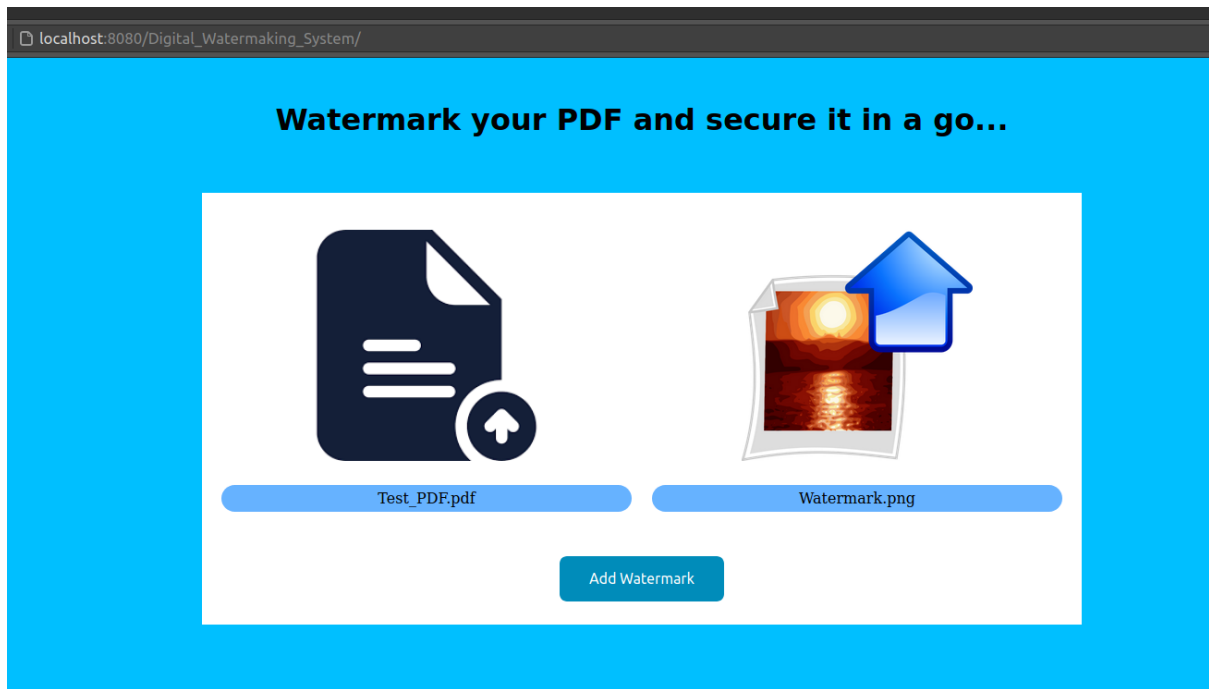 localhost:8080/Digital_Watermaking_System/
Watermark your PDF and secure it in a go...
Test_PDF.pdf
Watermark.png
Add Watermark